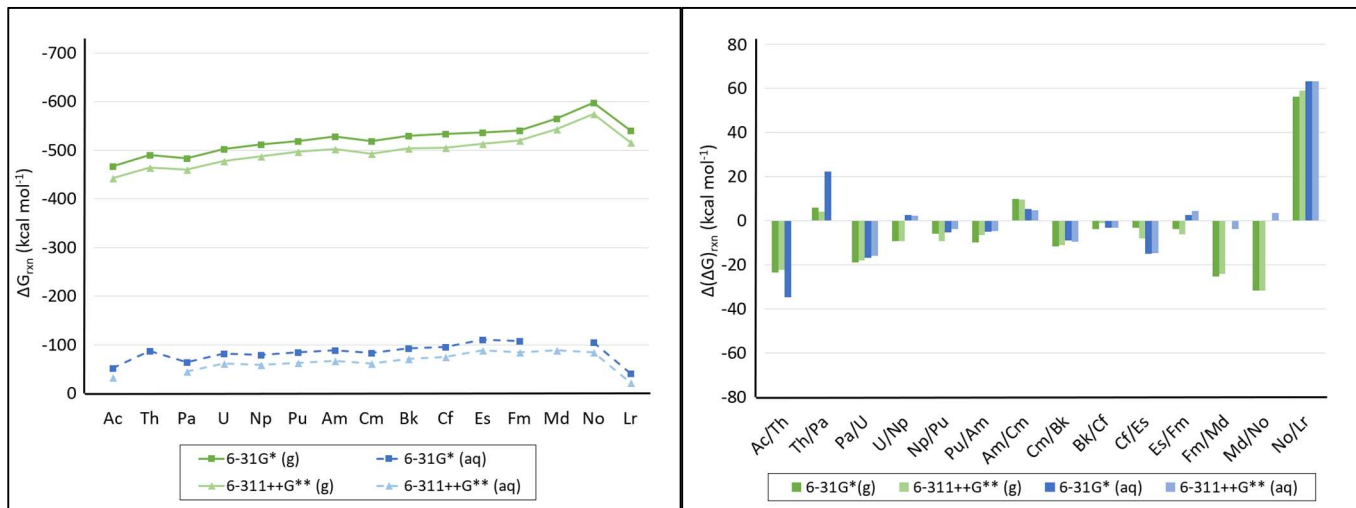 ΔG_rxn (kcal mol⁻¹)
-700
-600
-500
-400
-300
-200
-100
0
Ac Th Pa U Np Pu Am Cm Bk Cf Es Fm Md No Lr
6-31G* (g) 6-31G* (aq)
6-311++G** (g) 6-311++G** (aq)
Δ(ΔG)_rxn (kcal mol⁻¹)
80
60
40
20
0
-20
-40
-60
-80
Ac/Th Th/Pa Pa/U U/Np Np/Pu Pu/Am Am/Cm Cm/Bk Bk/Cf Cf/Es Es/Fm Fm/Md Md/No No/Lr
6-31G*(g) 6-311++G** (g) 6-31G* (aq) 6-311++G** (aq)